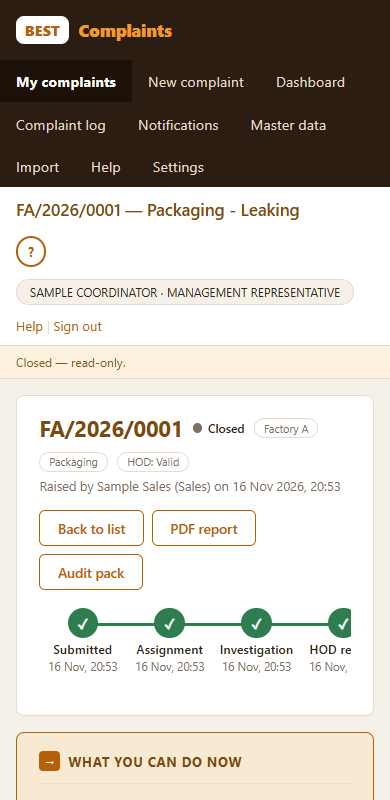 BEST Complaints
My complaints New complaint Dashboard
Complaint log Notifications Master data
Import Help Settings
FA/2026/0001 — Packaging - Leaking
?
SAMPLE COORDINATOR · MANAGEMENT REPRESENTATIVE
Help | Sign out
Closed — read-only.
FA/2026/0001 Closed Factory A
Packaging HOD: Valid
Raised by Sample Sales (Sales) on 16 Nov 2026, 20:53
Back to list PDF report
Audit pack
✓ ✓ ✓ ✓
Submitted Assignment Investigation HOD re
16 Nov, 20:53 16 Nov, 20:53 16 Nov, 20:53 16 Nov,
→ WHAT YOU CAN DO NOW